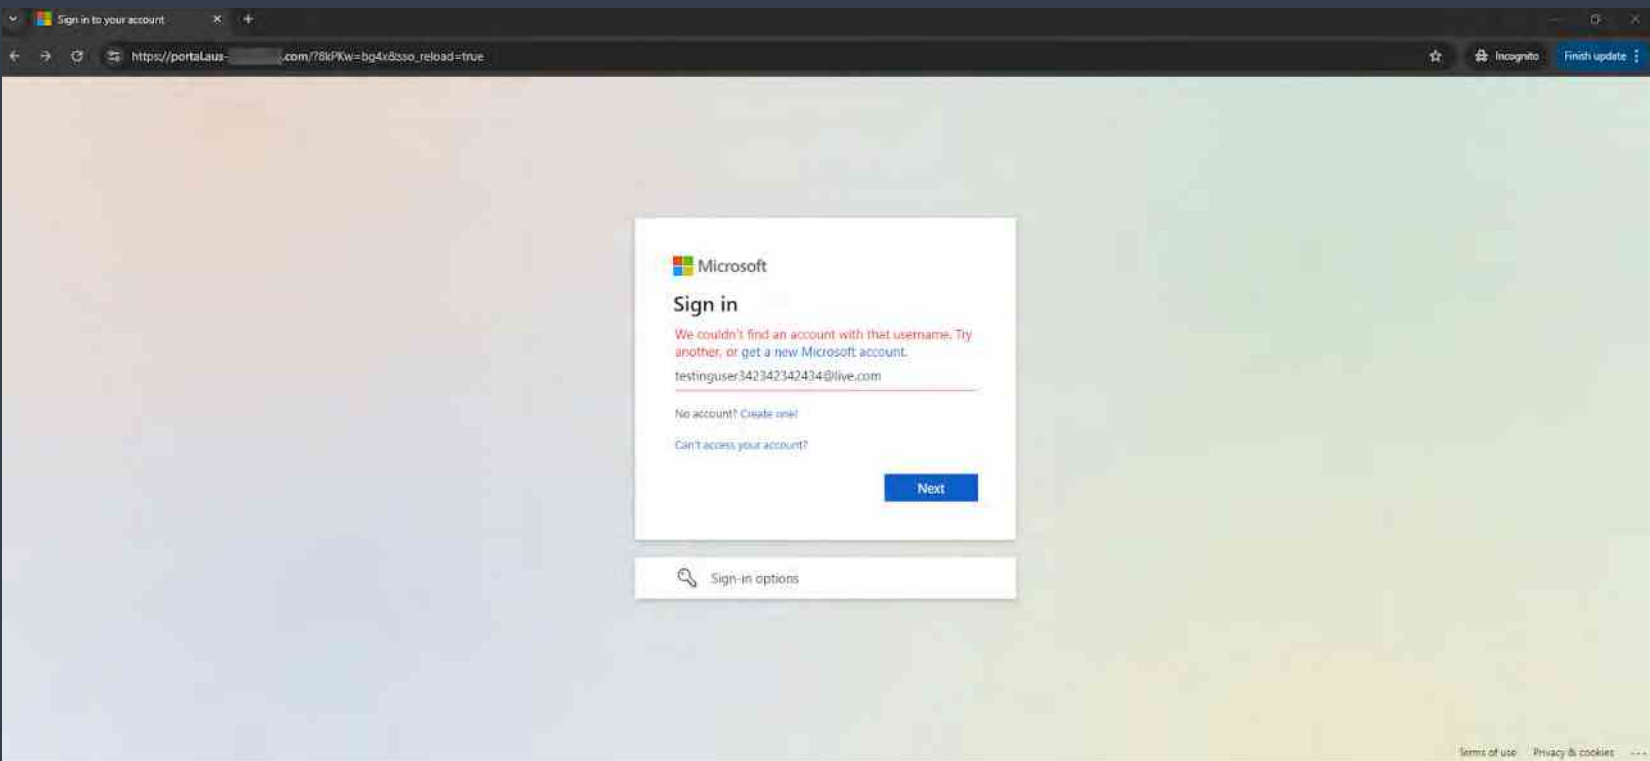 Sign in to your account
https://portal.aus- .com/?8kPKw=bg4x&sso_reload=true
Incognito
Finish update
Microsoft
Sign in
We couldn't find an account with that username. Try
another, or get a new Microsoft account.
testinguser342342342434@live.com
No account? Create one!
Can't access your account?
Next
Sign-in options
Terms of use Privacy & cookies ...